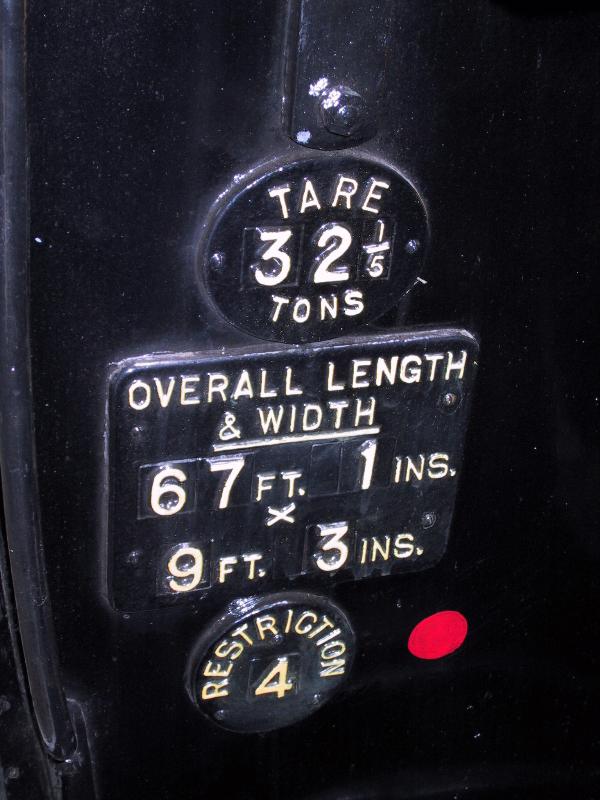 TARE
32 1/5
TONS
OVERALL LENGTH
& WIDTH
67 FT. 1 INS.
×
9 FT. 3 INS.
RESTRICTION
4